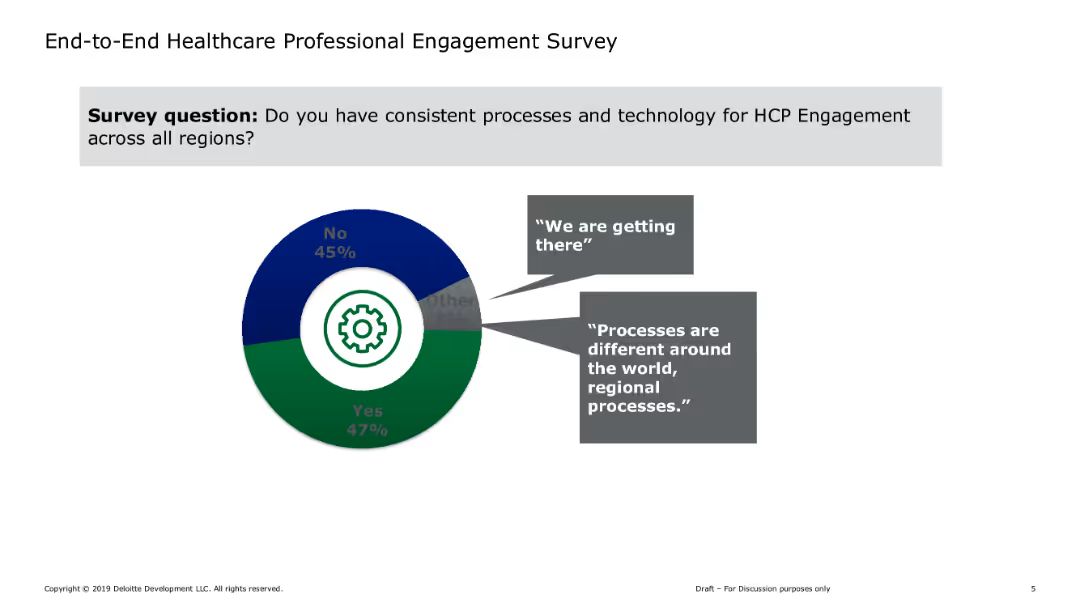 End-to-End Healthcare Professional Engagement Survey
Survey question: Do you have consistent processes and technology for HCP Engagement
across all regions?
No
45%
Other
Yes
47%
“We are getting
there”
“Processes are
different around
the world,
regional
processes.”
Copyright © 2019 Deloitte Development LLC. All rights reserved.
Draft – For Discussion purposes only
5